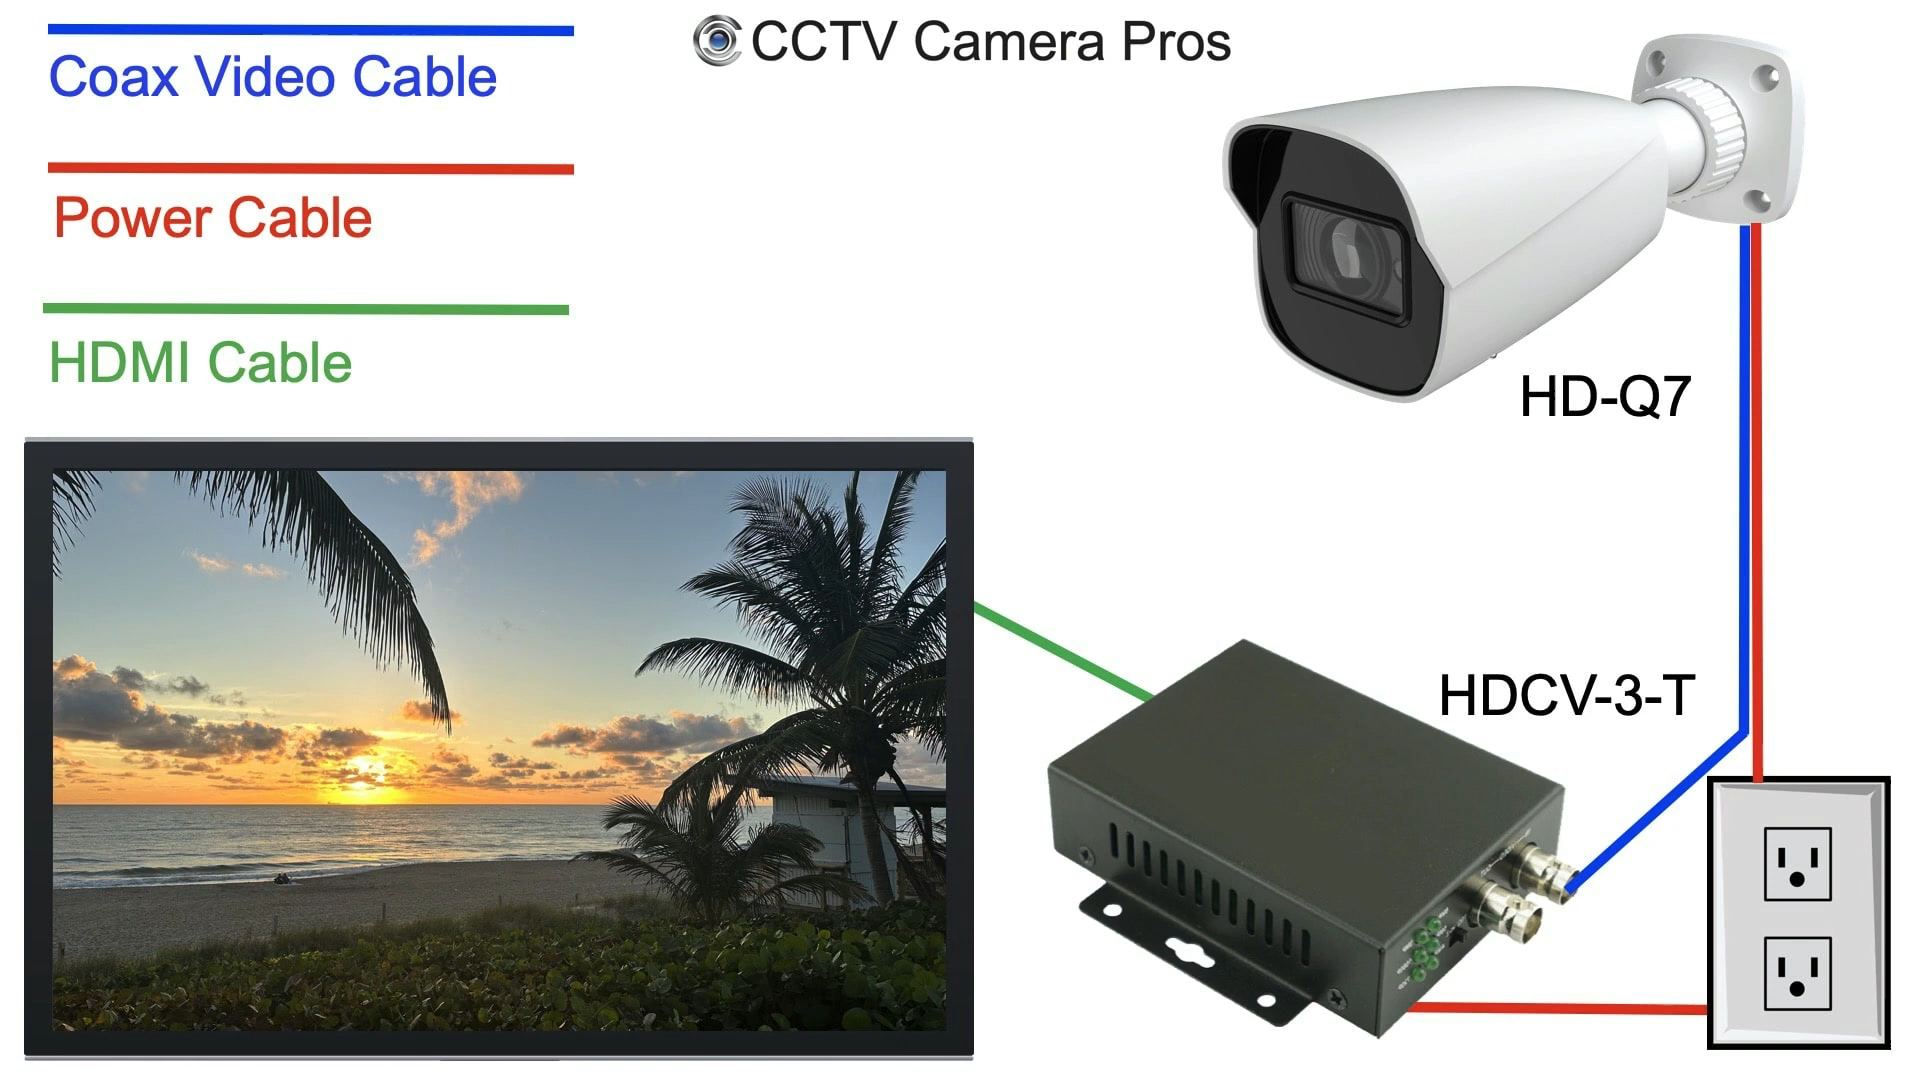 CCTV Camera Pros
Coax Video Cable
Power Cable
HDMI Cable
HD-Q7
HDCV-3-T